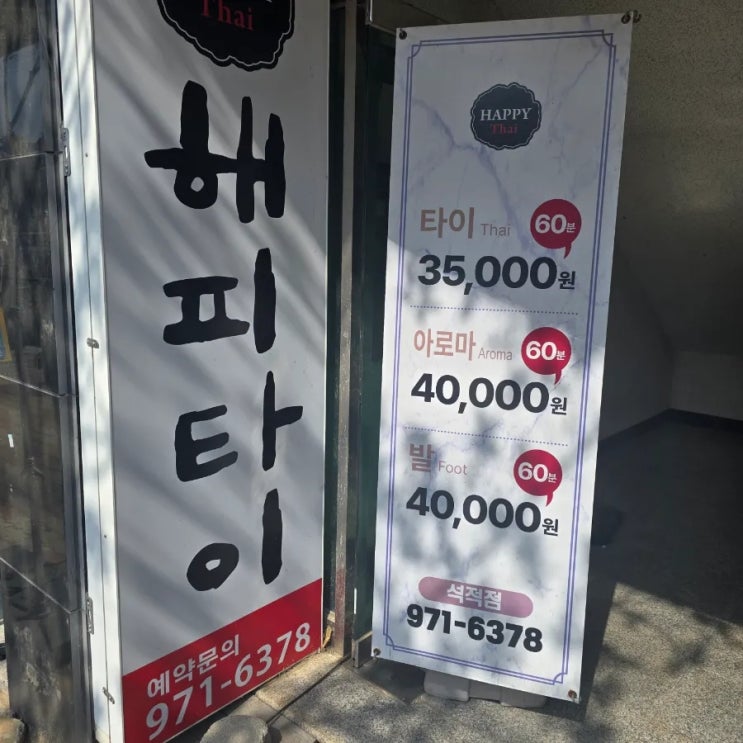 Thai
해피타이
예약문의
971-6378
HAPPY
Thai
타이 Thai 60분
35,000원
아로마 Aroma 60분
40,000원
발 Foot 60분
40,000원
석적점
971-6378